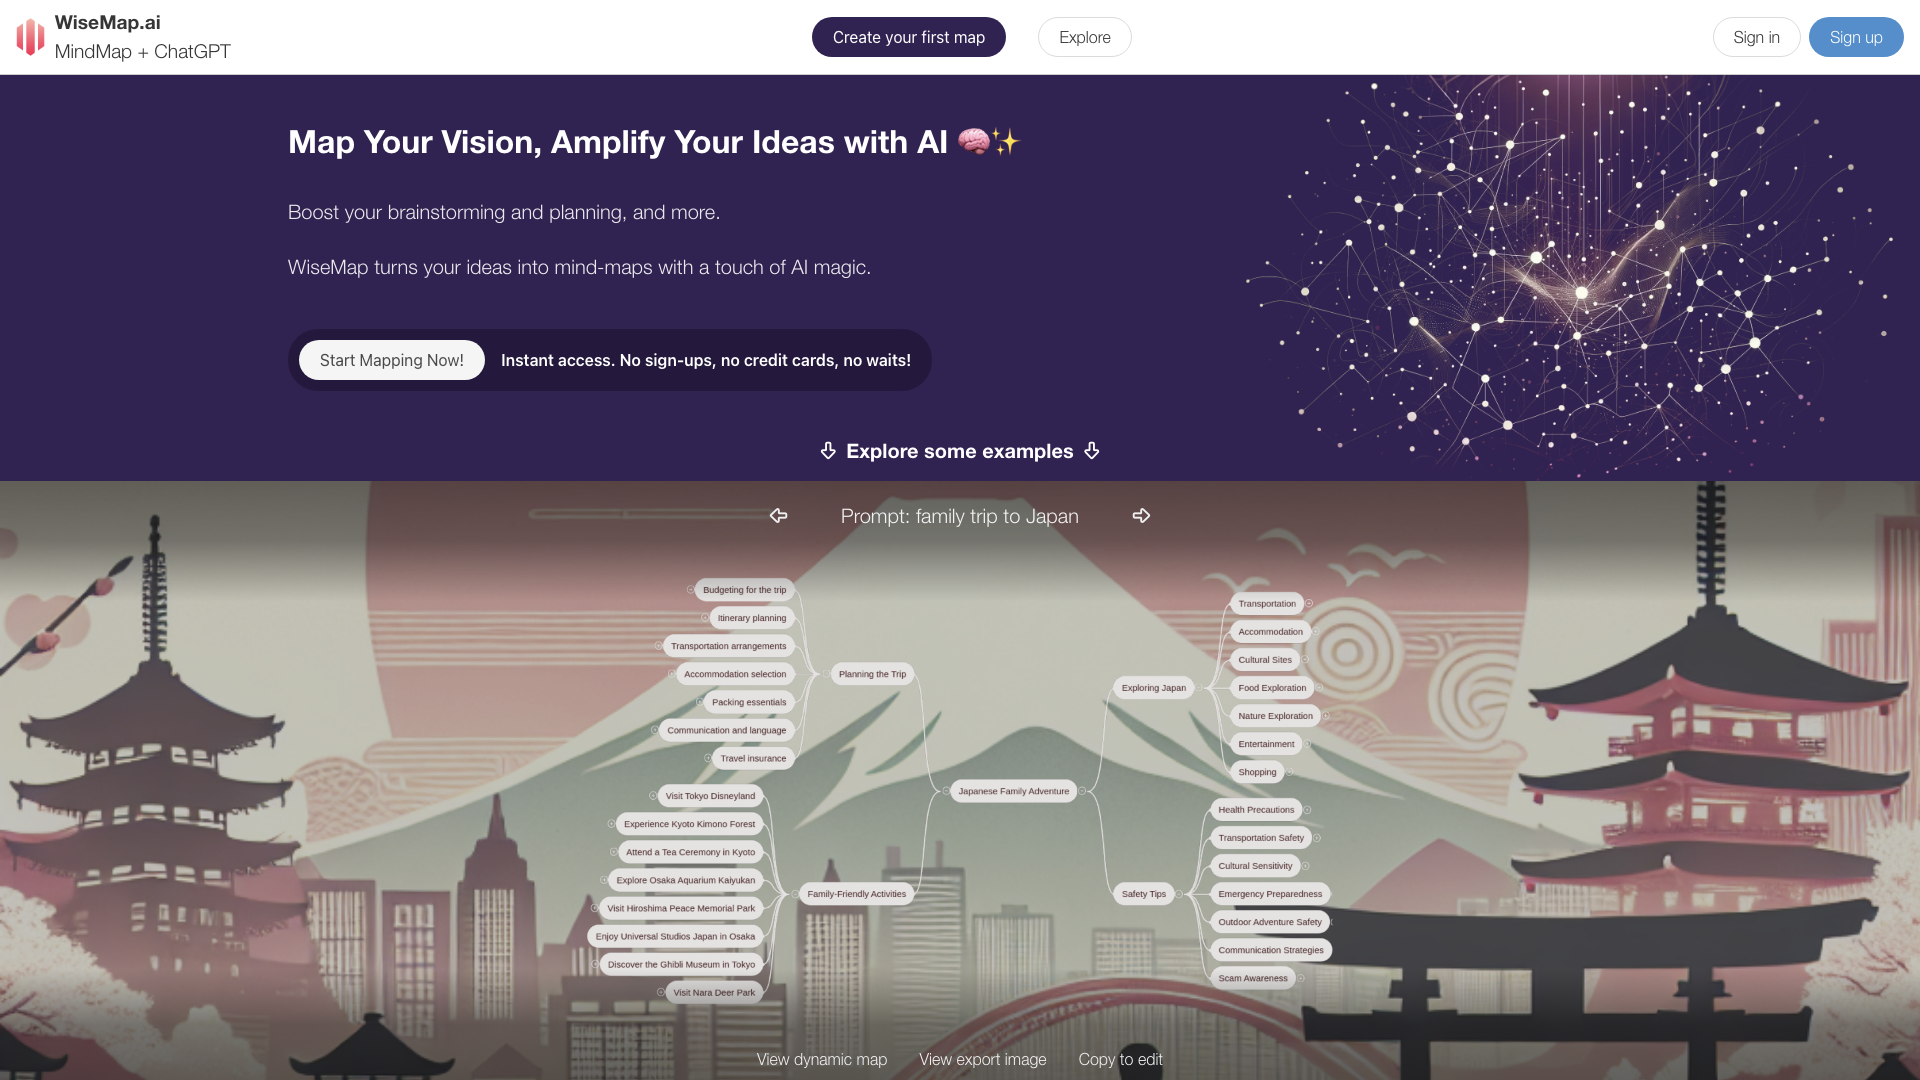 WiseMap.ai
MindMap + ChatGPT
Create your first map
Explore
Sign in
Sign up
Map Your Vision, Amplify Your Ideas with AI 🧠✨
Boost your brainstorming and planning, and more.
WiseMap turns your ideas into mind-maps with a touch of AI magic.
Start Mapping Now!
Instant access. No sign-ups, no credit cards, no waits!
Explore some examples
Prompt: family trip to Japan
Budgeting for the trip
Itinerary planning
Transportation arrangements
Accommodation selection
Packing essentials
Communication and language
Travel insurance
Planning the Trip
Visit Tokyo Disneyland
Experience Kyoto Kimono Forest
Attend a Tea Ceremony in Kyoto
Explore Osaka Aquarium Kaiyukan
Visit Hiroshima Peace Memorial Park
Enjoy Universal Studios Japan in Osaka
Discover the Ghibli Museum in Tokyo
Visit Nara Deer Park
Family-Friendly Activities
Japanese Family Adventure
Exploring Japan
Transportation
Accommodation
Cultural Sites
Food Exploration
Nature Exploration
Entertainment
Shopping
Safety Tips
Health Precautions
Transportation Safety
Cultural Sensitivity
Emergency Preparedness
Outdoor Adventure Safety
Communication Strategies
Scam Awareness
View dynamic map
View export image
Copy to edit